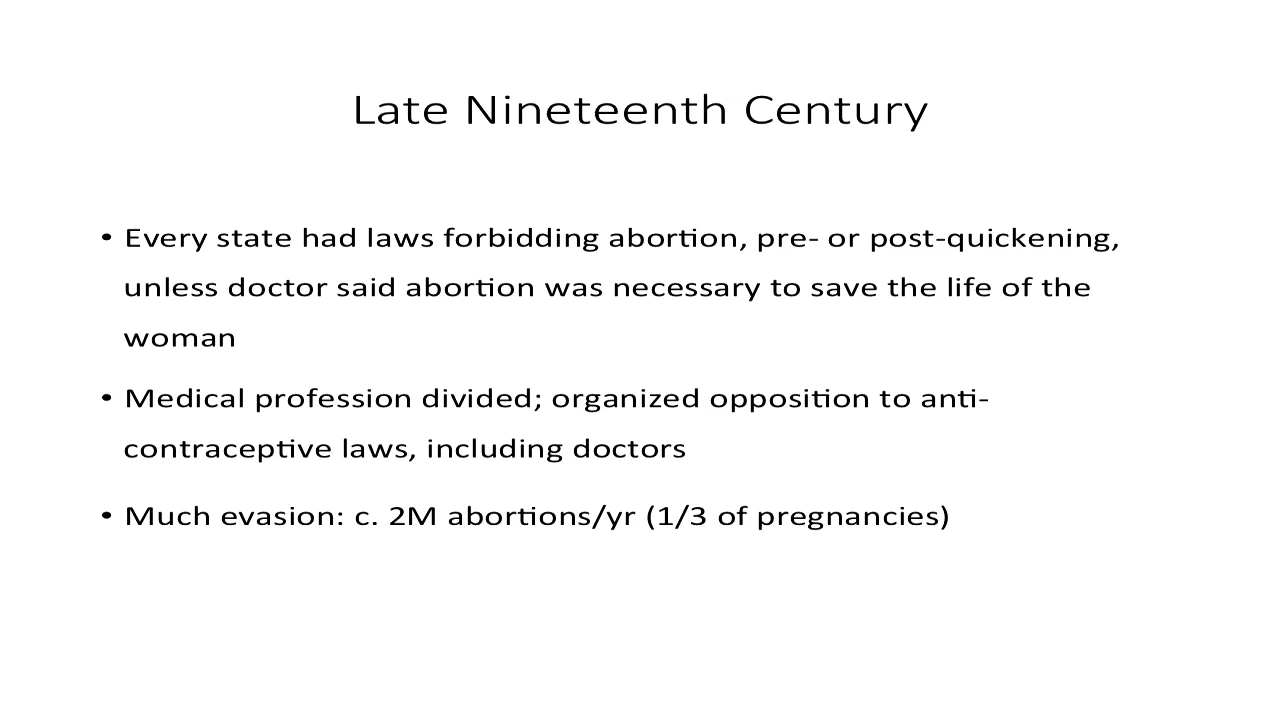 Late Nineteenth Century
• Every state had laws forbidding abortion, pre- or post-quickening,
unless doctor said abortion was necessary to save the life of the
woman
• Medical profession divided; organized opposition to anti-
contraceptive laws, including doctors
• Much evasion: c. 2M abortions/yr (1/3 of pregnancies)